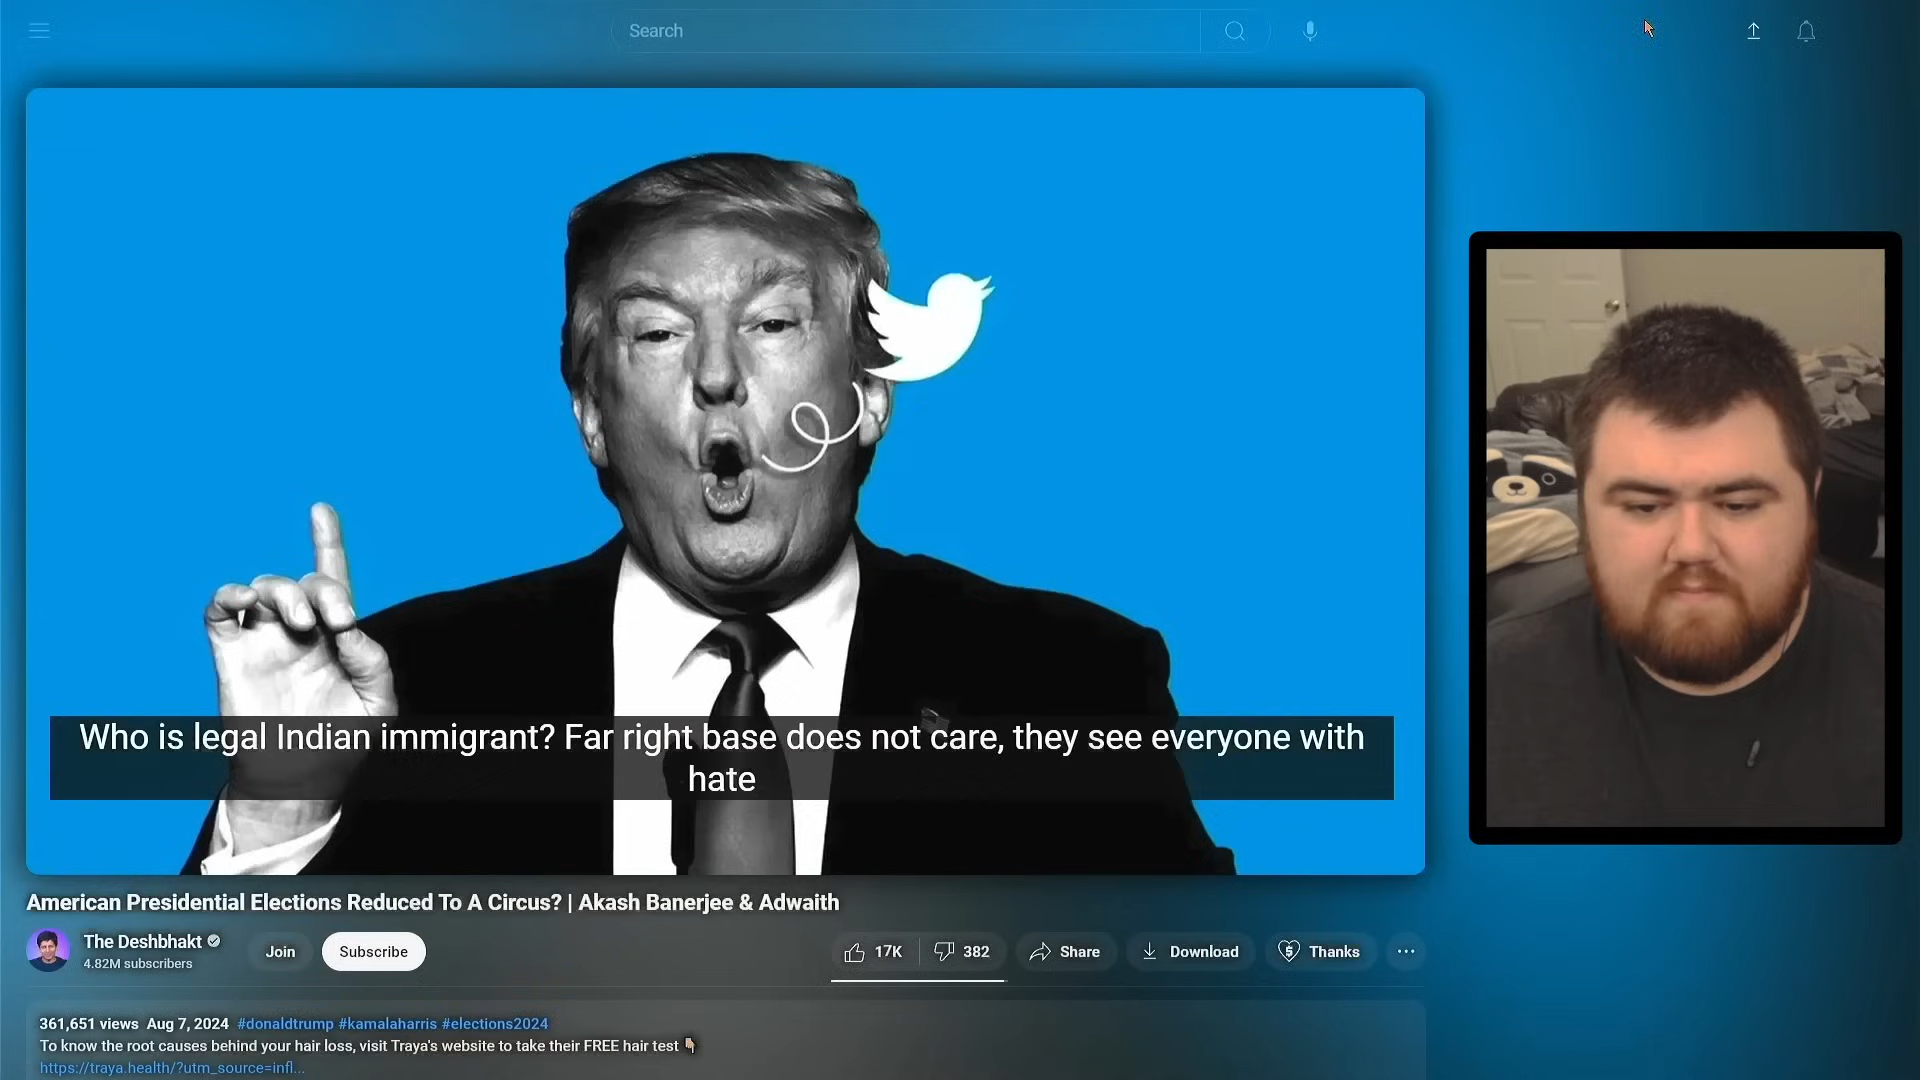 Search
Who is legal Indian immigrant? Far right base does not care, they see everyone with
hate
American Presidential Elections Reduced To A Circus? | Akash Banerjee & Adwaith
The Deshbhakt
4.82M subscribers
Join
Subscribe
17K
382
Share
Download
Thanks
361,651 views Aug 7, 2024 #donaldtrump #kamalaharris #elections2024
To know the root causes behind your hair loss, visit Traya's website to take their FREE hair test
https://traya.health/?utm_source=infl...